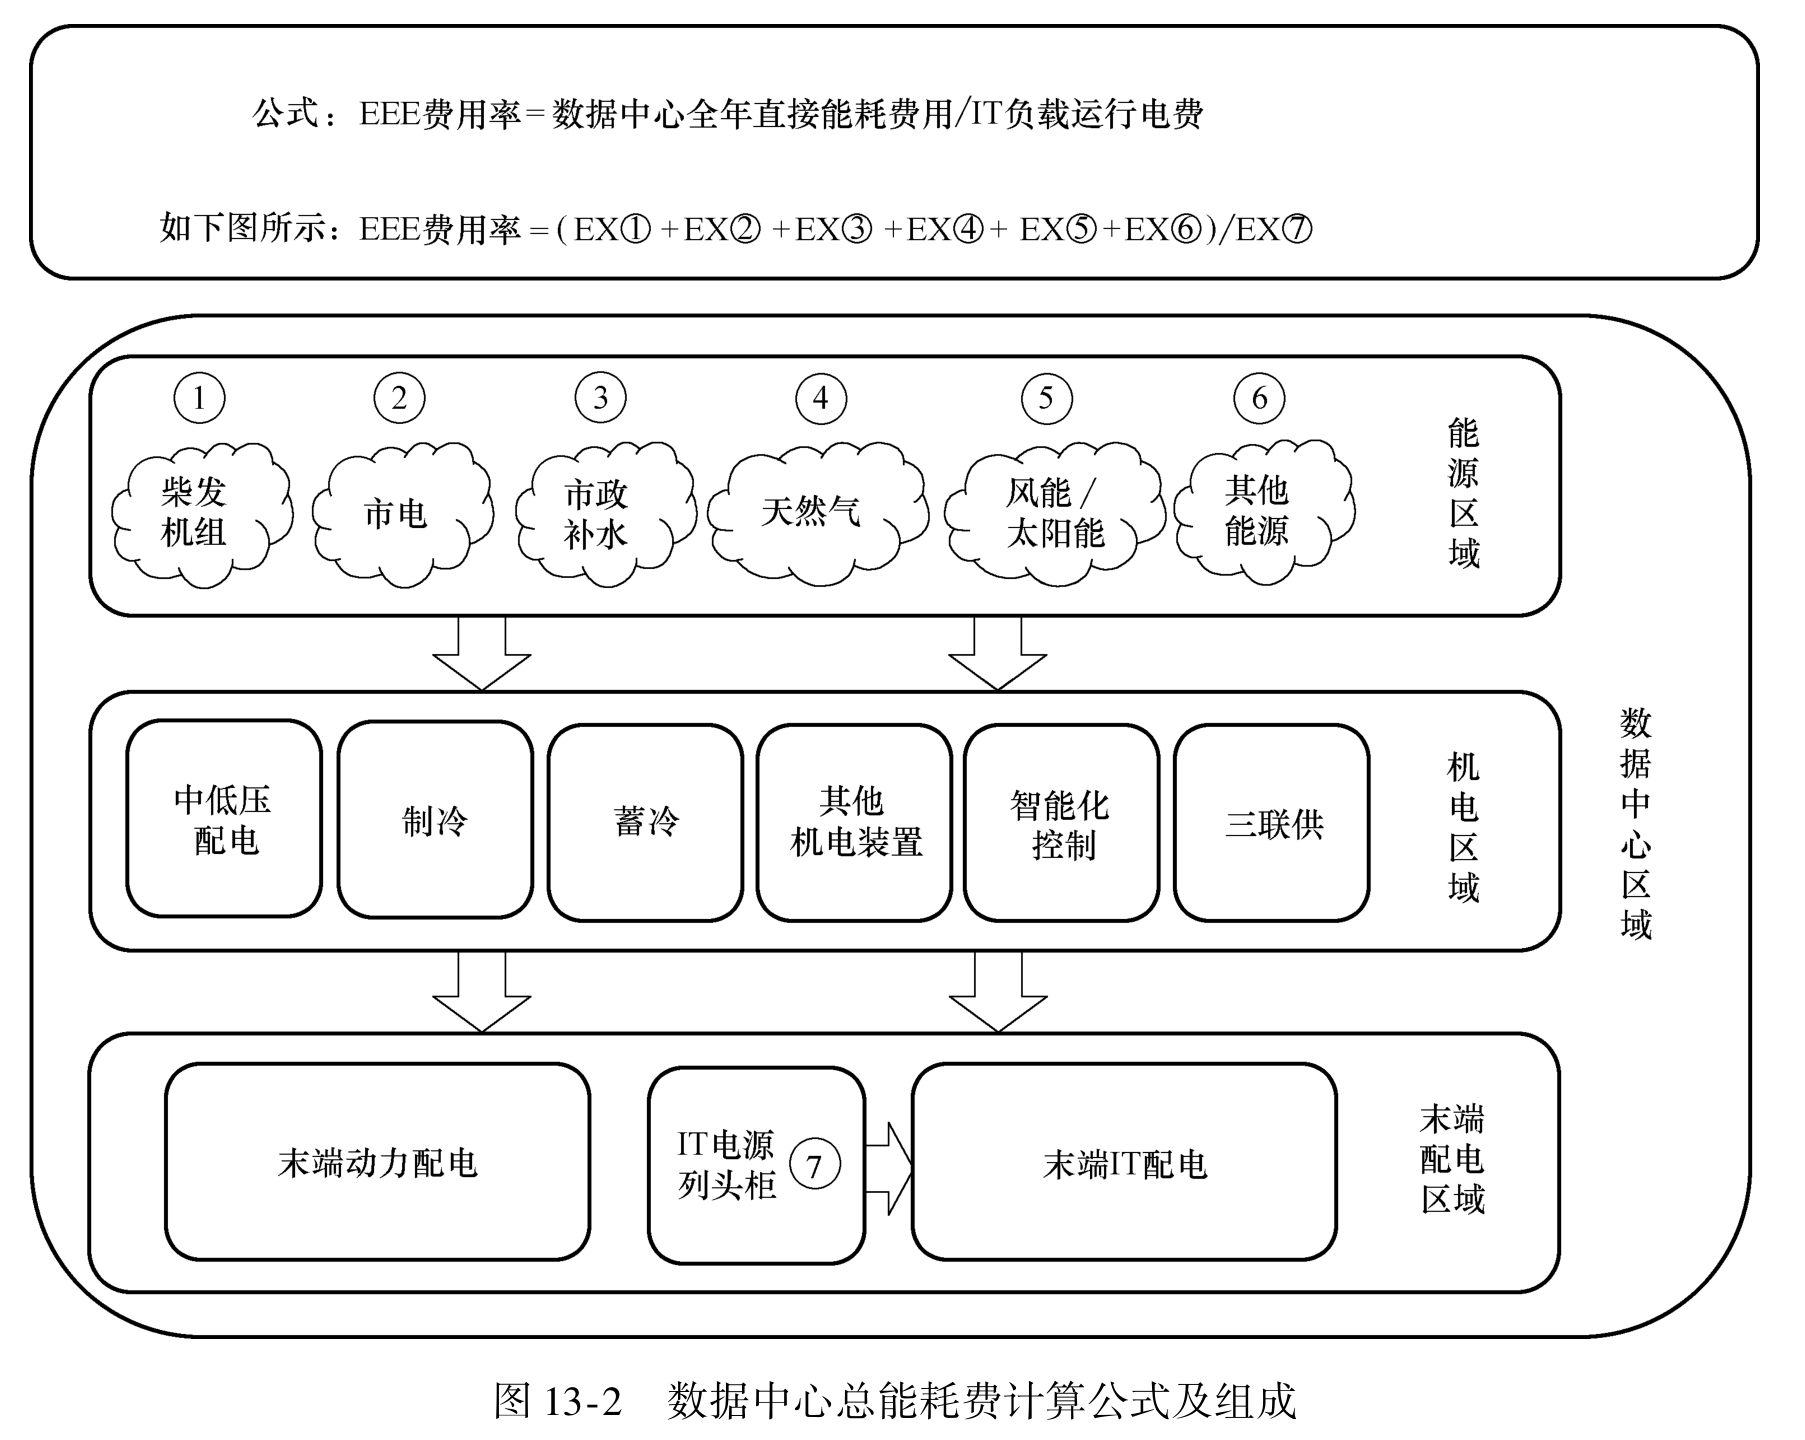 公式：EEE费用率=数据中心全年直接能耗费用/IT负载运行电费
如下图所示：EEE费用率=(EX①+EX②+EX③+EX④+EX⑤+EX⑥)/EX⑦
①
②
③
④
⑤
⑥
柴发
机组
市电
市政
补水
天然气
风能/
太阳能
其他
能源
能源区域
中低压
配电
制冷
蓄冷
其他
机电装置
智能化
控制
三联供
机电区域
数据中心区域
末端动力配电
IT电源
列头柜
⑦
末端IT配电
末端
配电
区域
图 13-2 数据中心总能耗费计算公式及组成